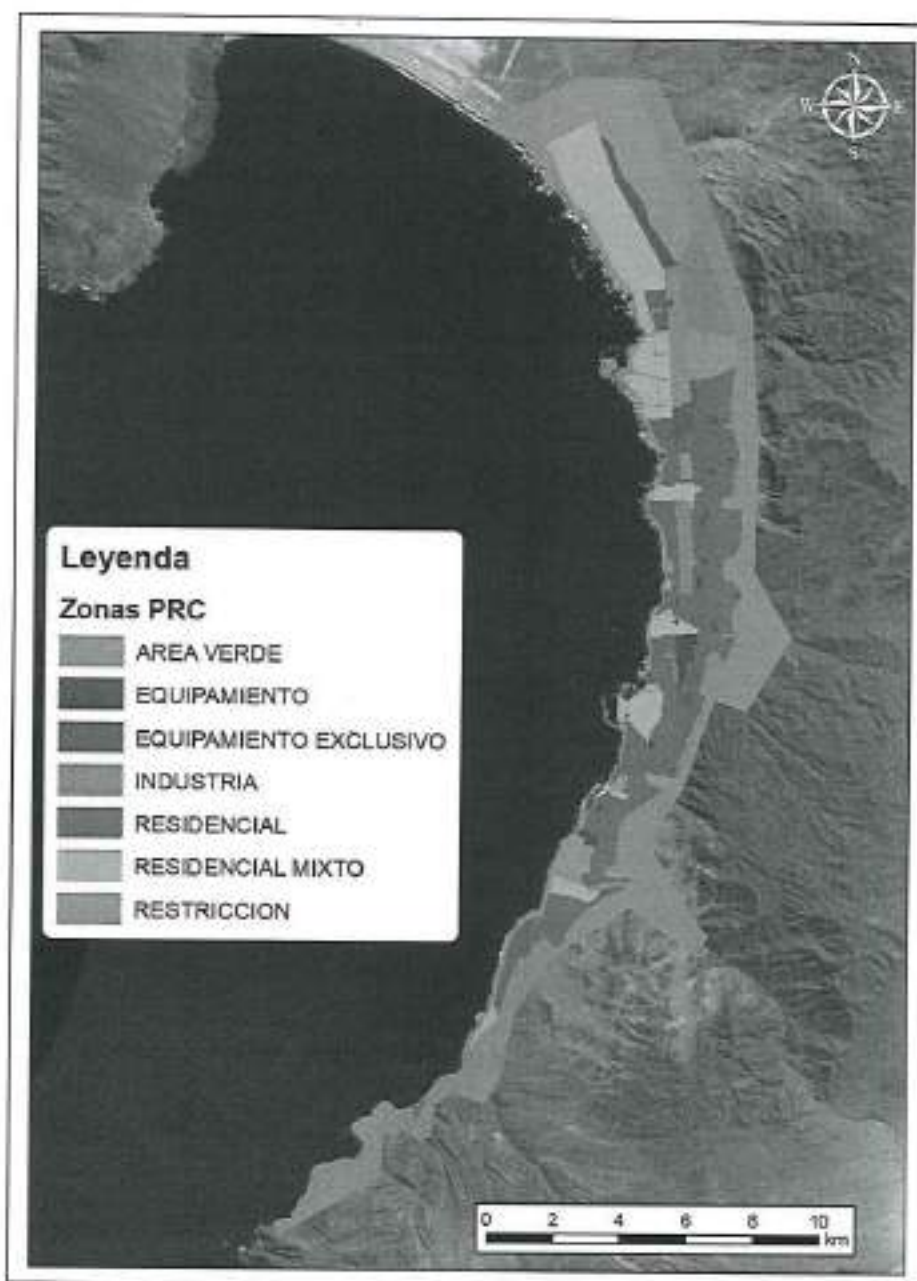 N
W E
S
Leyenda
Zonas PRC
AREA VERDE
EQUIPAMIENTO
EQUIPAMIENTO EXCLUSIVO
INDUSTRIA
RESIDENCIAL
RESIDENCIAL MIXTO
RESTRICCION
0 2 4 6 8 10
km